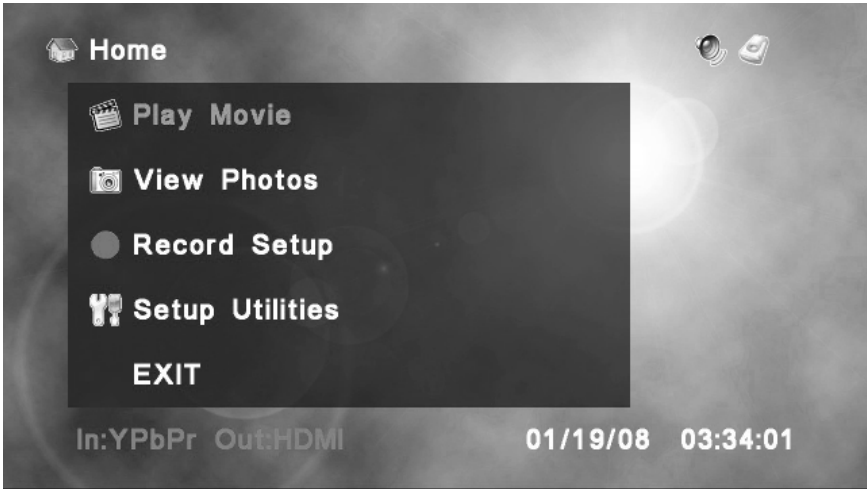 Home
Play Movie
View Photos
Record Setup
Setup Utilities
EXIT
In:YPbPr Out:HDMI 01/19/08 03:34:01